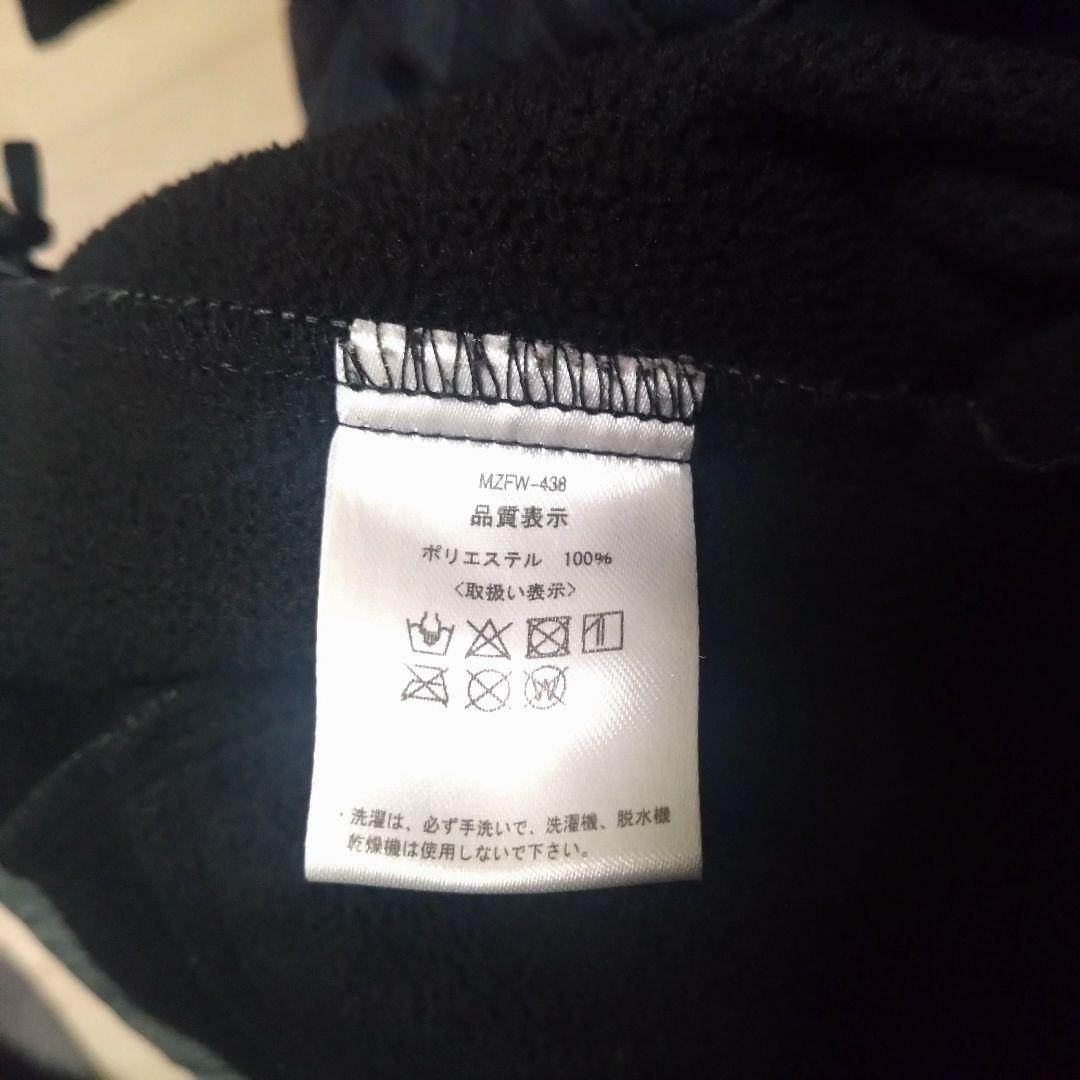 MZFW-438
品質表示
ポリエステル 100%
〈取扱い表示〉
・洗濯は、必ず手洗いで、洗濯機、脱水機
乾燥機は使用しないで下さい。